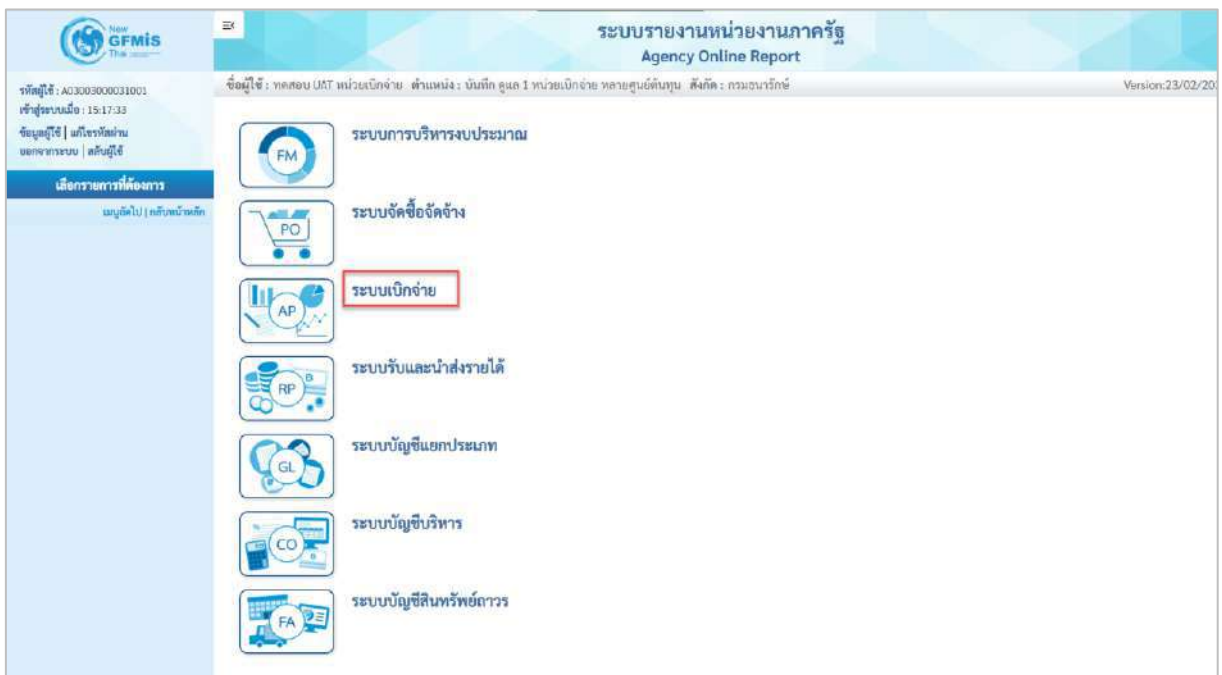 New
GFMIS
Thai
ระบบรายงานหน่วยงานภาครัฐ
Agency Online Report
รหัสผู้ใช้ : A03003000031001
เข้าสู่ระบบเมื่อ : 15:17:33
ข้อมูลผู้ใช้ | แก้ไขรหัสผ่าน
ออกจากระบบ | สลับผู้ใช้
เลือกรายการที่ต้องการ
เมนูถัดไป | กลับหน้าหลัก
ชื่อผู้ใช้ : ทดสอบ UAT หน่วยเบิกจ่าย ตำแหน่ง : บันทึก ดูแล 1 หน่วยเบิกจ่าย หลายศูนย์ต้นทุน สังกัด : กรมธนารักษ์
Version:23/02/20
FM
ระบบการบริหารงบประมาณ
PO
ระบบจัดซื้อจัดจ้าง
AP
ระบบเบิกจ่าย
RP
ระบบรับและนำส่งรายได้
GL
ระบบบัญชีแยกประเภท
CO
ระบบบัญชีบริหาร
FA
ระบบบัญชีสินทรัพย์ถาวร